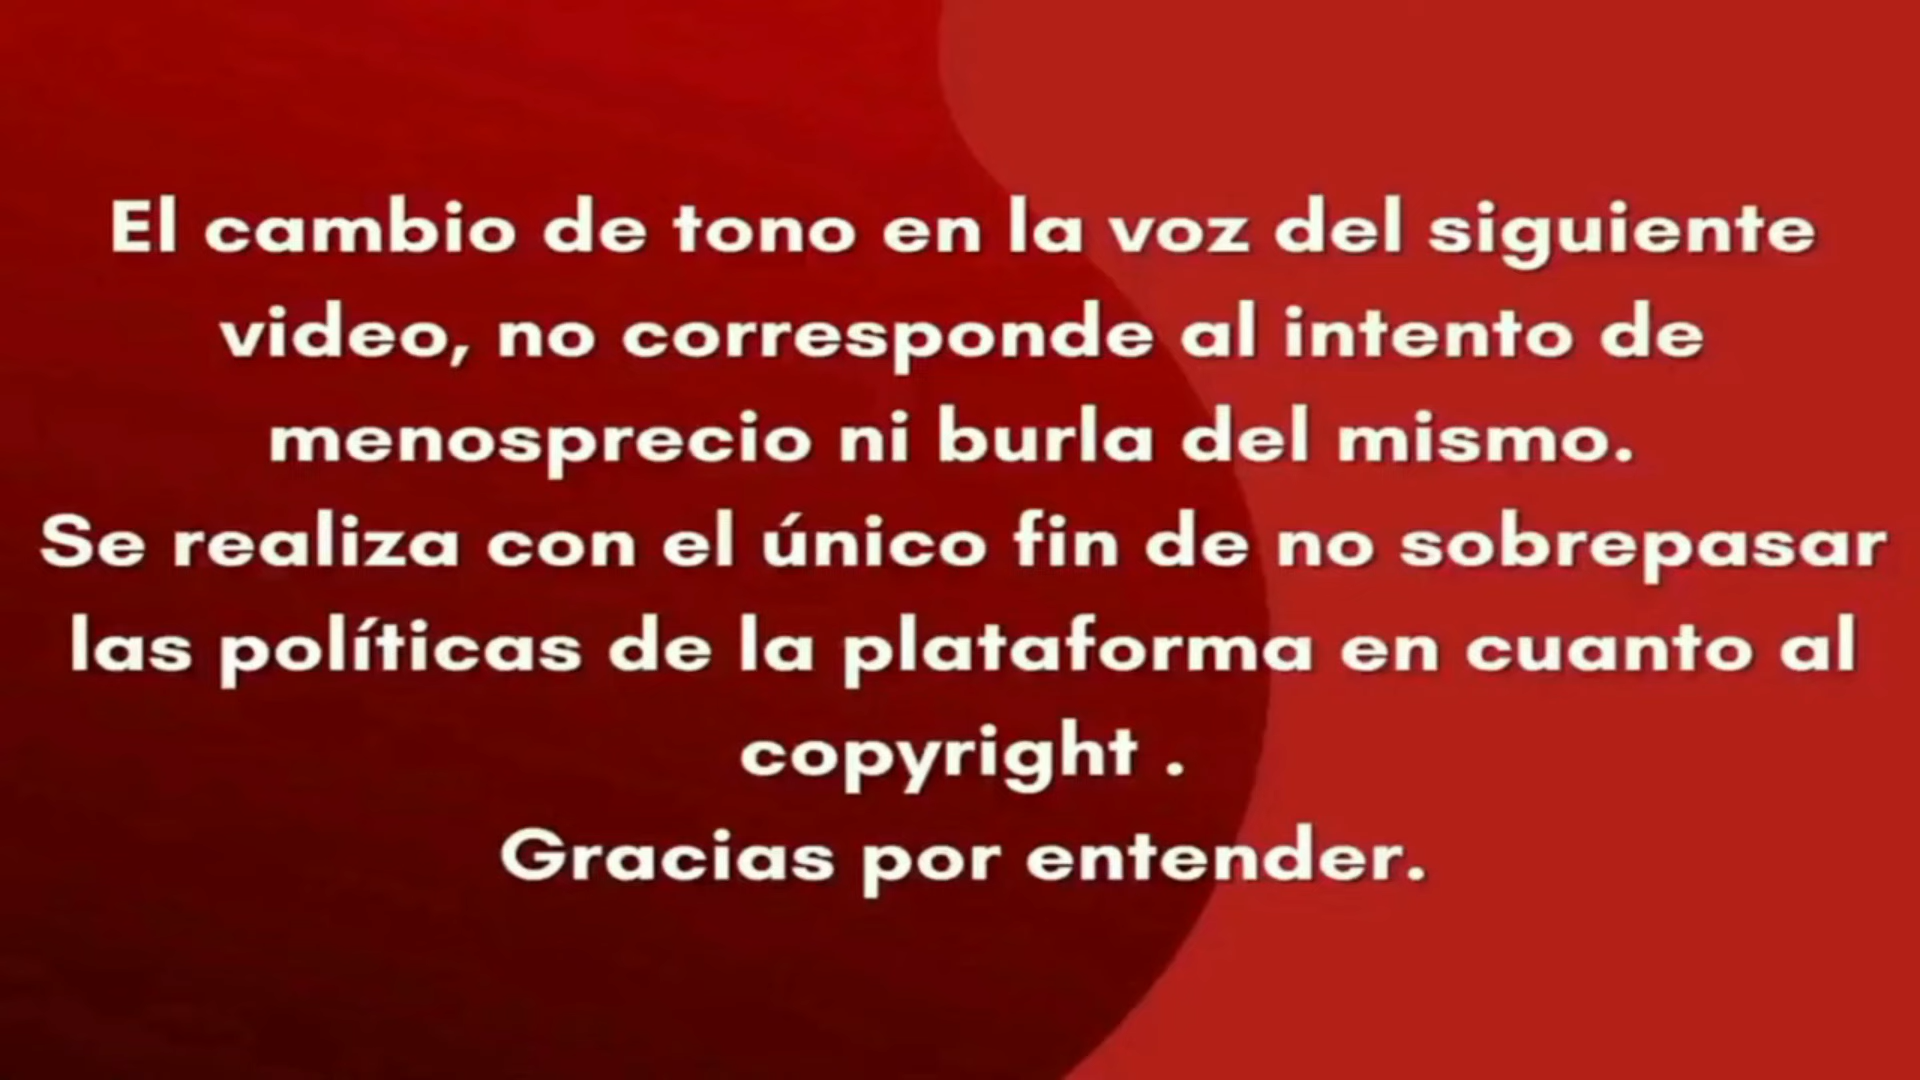 El cambio de tono en la voz del siguiente
video, no corresponde al intento de
menosprecio ni burla del mismo.
Se realiza con el único fin de no sobrepasar
las políticas de la plataforma en cuanto al
copyright .
Gracias por entender.